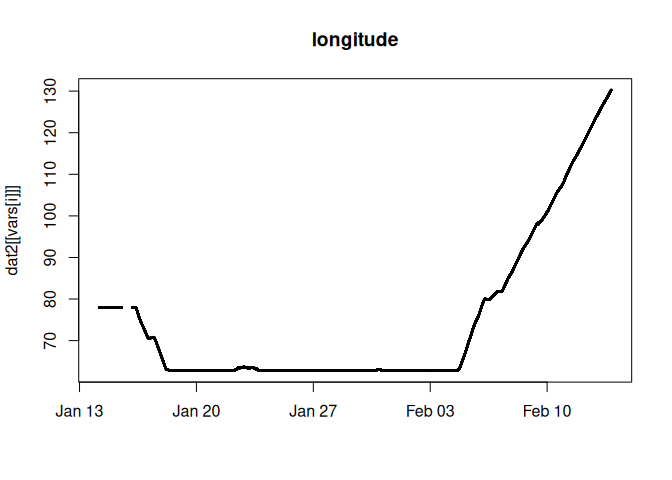 longitude
dat2[[vars[i]]]
130
120
110
100
90
80
70
Jan 13
Jan 20
Jan 27
Feb 03
Feb 10